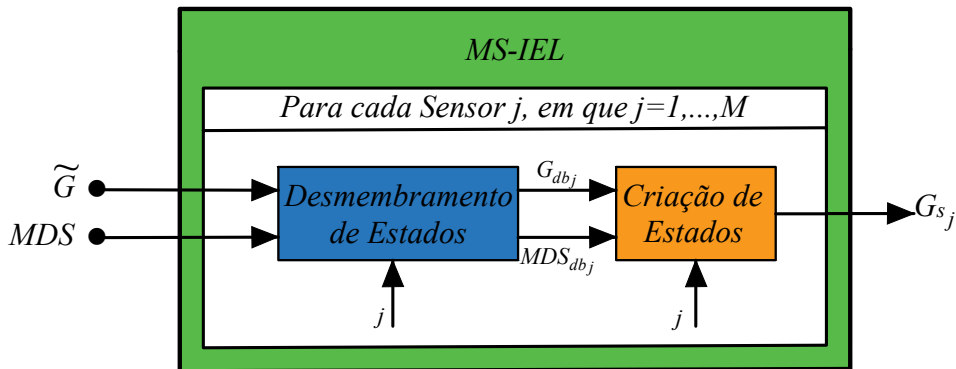 MS-IEL
Para cada Sensor j, em que j=1,...,M
G̃
MDS
Desmembramento
de Estados
G_{db_j}
MDS_{db_j}
Criação de
Estados
G_{s_j}
j
j